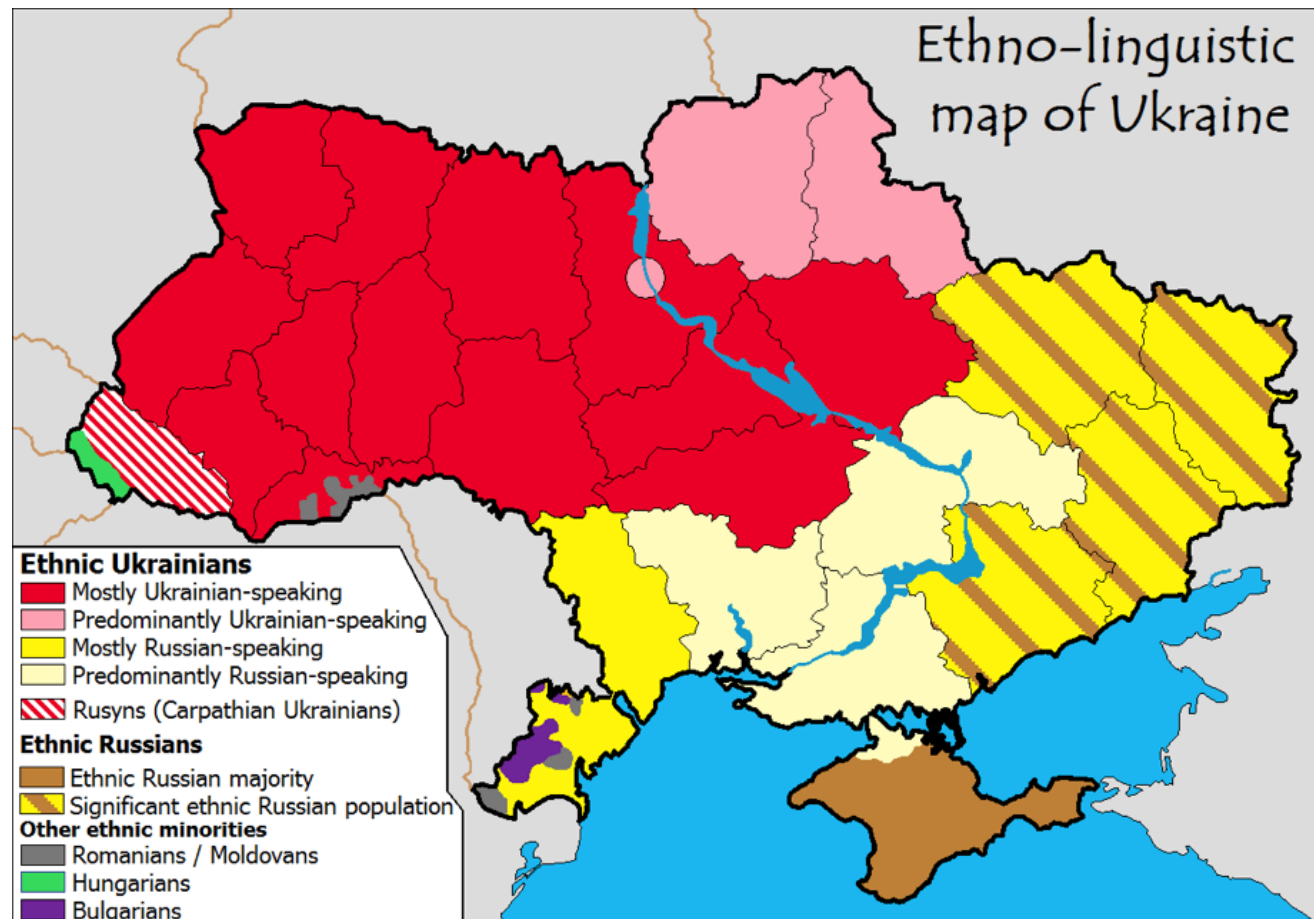 Ethno-linguistic
map of Ukraine
Ethnic Ukrainians
Mostly Ukrainian-speaking
Predominantly Ukrainian-speaking
Mostly Russian-speaking
Predominantly Russian-speaking
Rusyns (Carpathian Ukrainians)
Ethnic Russians
Ethnic Russian majority
Significant ethnic Russian population
Other ethnic minorities
Romanians / Moldovans
Hungarians
Bulgarians